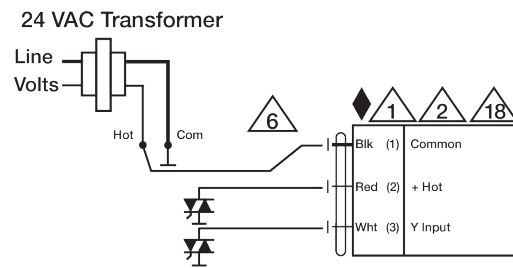 24 VAC Transformer
Line
Volts
Hot Com
6
1 2 18
Blk (1) Common
Red (2) + Hot
Wht (3) Y Input